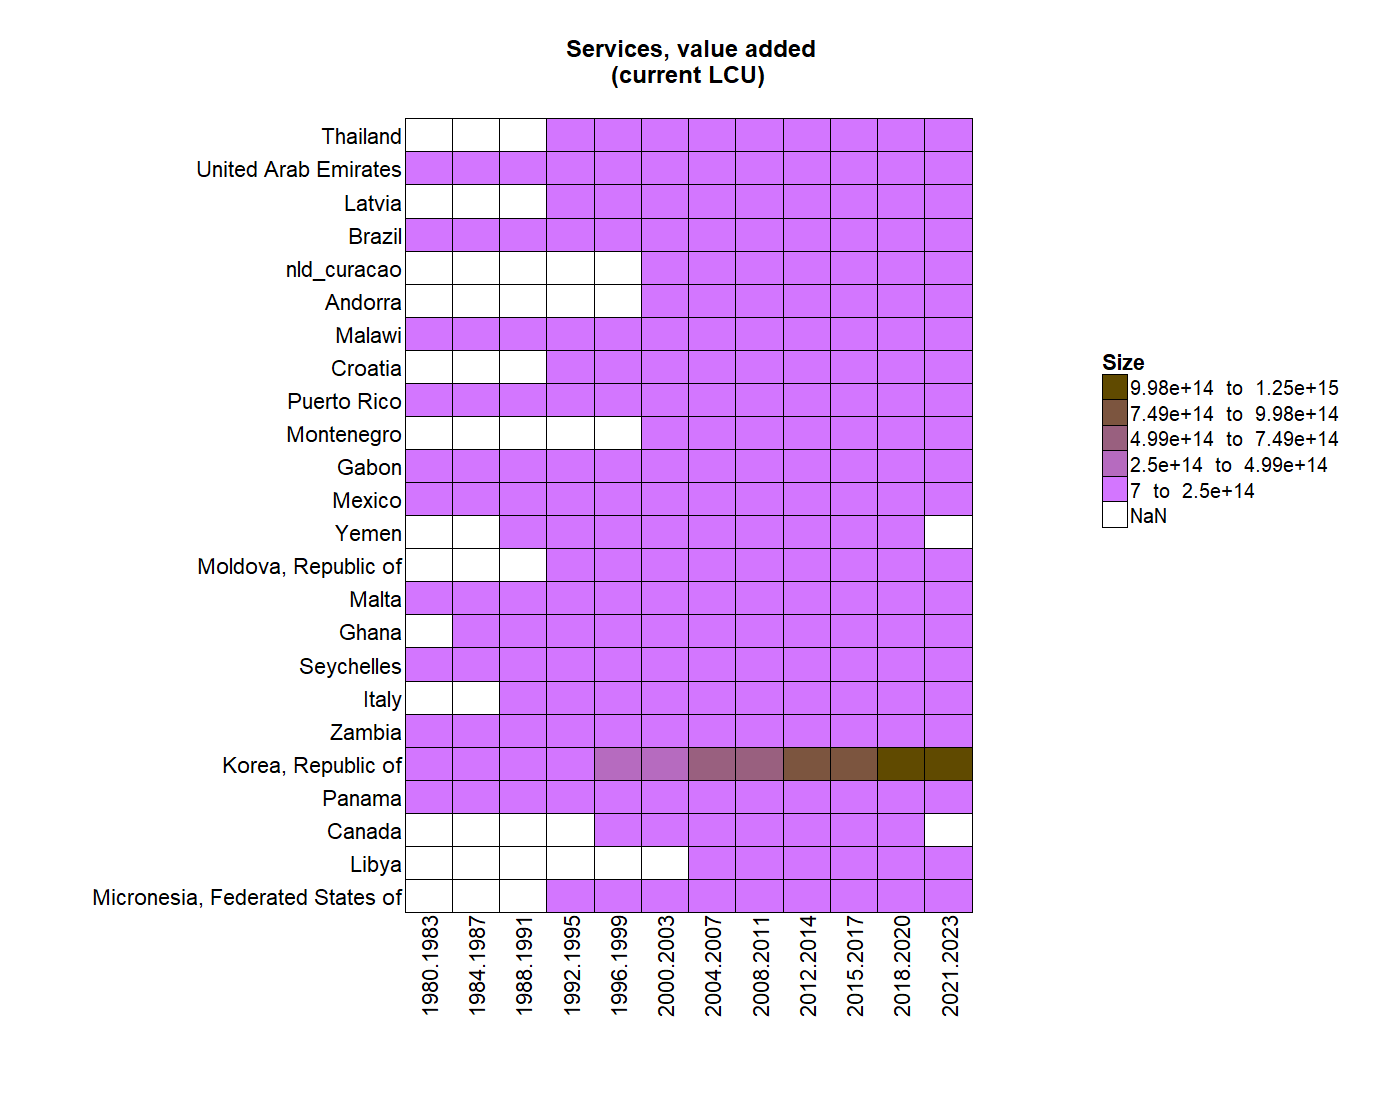 Services, value added
(current LCU)
Thailand
United Arab Emirates
Latvia
Brazil
nld_curacao
Andorra
Malawi
Croatia
Puerto Rico
Montenegro
Gabon
Mexico
Yemen
Moldova, Republic of
Malta
Ghana
Seychelles
Italy
Zambia
Korea, Republic of
Panama
Canada
Libya
Micronesia, Federated States of
1980.1983
1984.1987
1988.1991
1992.1995
1996.1999
2000.2003
2004.2007
2008.2011
2012.2014
2015.2017
2018.2020
2021.2023
Size
9.98e+14 to 1.25e+15
7.49e+14 to 9.98e+14
4.99e+14 to 7.49e+14
2.5e+14 to 4.99e+14
7 to 2.5e+14
NaN